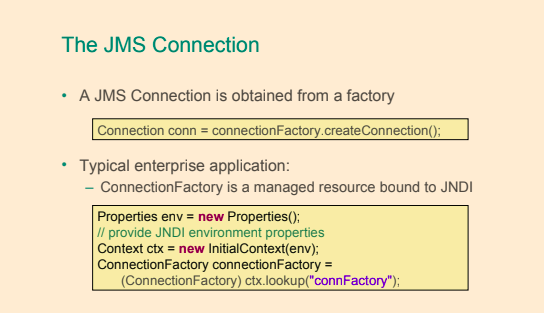 The JMS Connection
• A JMS Connection is obtained from a factory
Connection conn = connectionFactory.createConnection();
• Typical enterprise application:
– ConnectionFactory is a managed resource bound to JNDI
Properties env = new Properties();
// provide JNDI environment properties
Context ctx = new InitialContext(env);
ConnectionFactory connectionFactory =
(ConnectionFactory) ctx.lookup("connFactory");